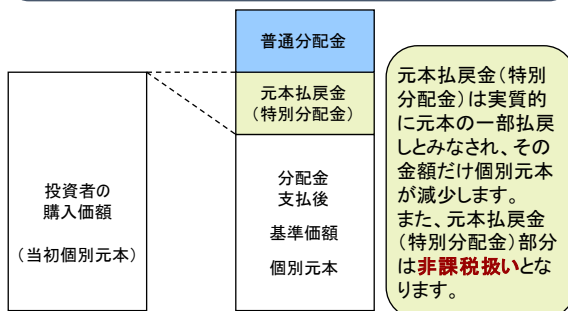 普通分配金
元本払戻金
（特別分配金）
投資者の
購入価額
（当初個別元本）
分配金
支払後
基準価額
個別元本
元本払戻金（特別
分配金）は実質的
に元本の一部払戻
しとみなされ、その
金額だけ個別元本
が減少します。
また、元本払戻金
（特別分配金）部分
は非課税扱いとな
ります。